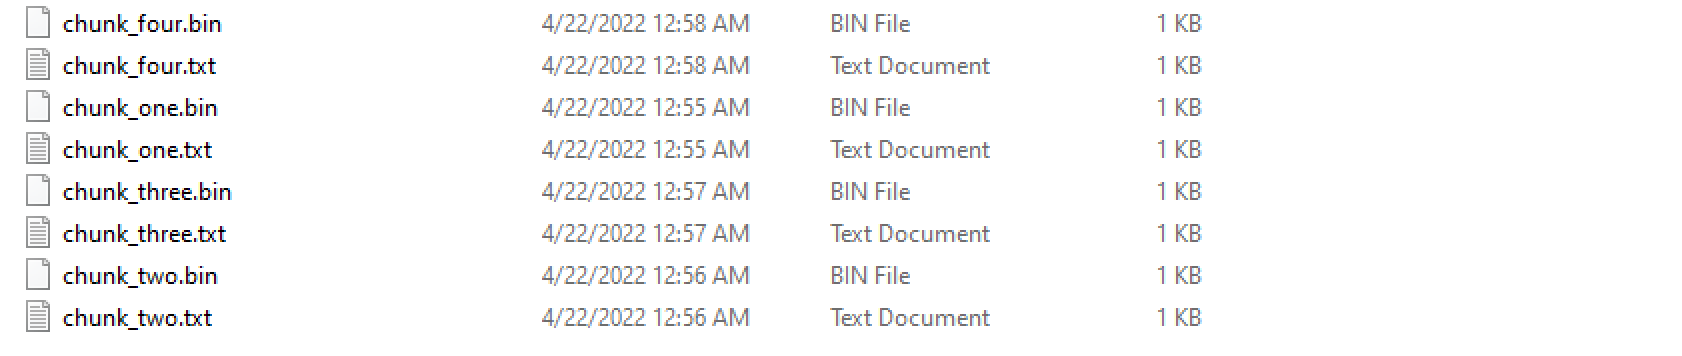 chunk_four.bin 4/22/2022 12:58 AM BIN File 1 KB
chunk_four.txt 4/22/2022 12:58 AM Text Document 1 KB
chunk_one.bin 4/22/2022 12:55 AM BIN File 1 KB
chunk_one.txt 4/22/2022 12:55 AM Text Document 1 KB
chunk_three.bin 4/22/2022 12:57 AM BIN File 1 KB
chunk_three.txt 4/22/2022 12:57 AM Text Document 1 KB
chunk_two.bin 4/22/2022 12:56 AM BIN File 1 KB
chunk_two.txt 4/22/2022 12:56 AM Text Document 1 KB